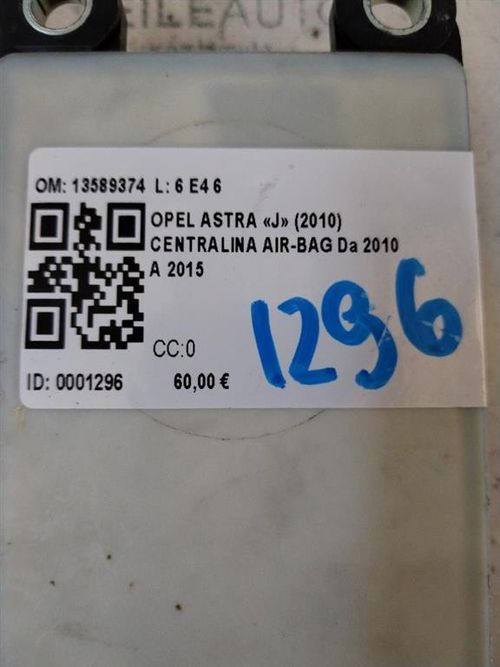 OM: 13589374 L: 6 E4 6
OPEL ASTRA «J» (2010)
CENTRALINA AIR-BAG Da 2010
A 2015
CC:0
1296
ID: 0001296 60,00 €